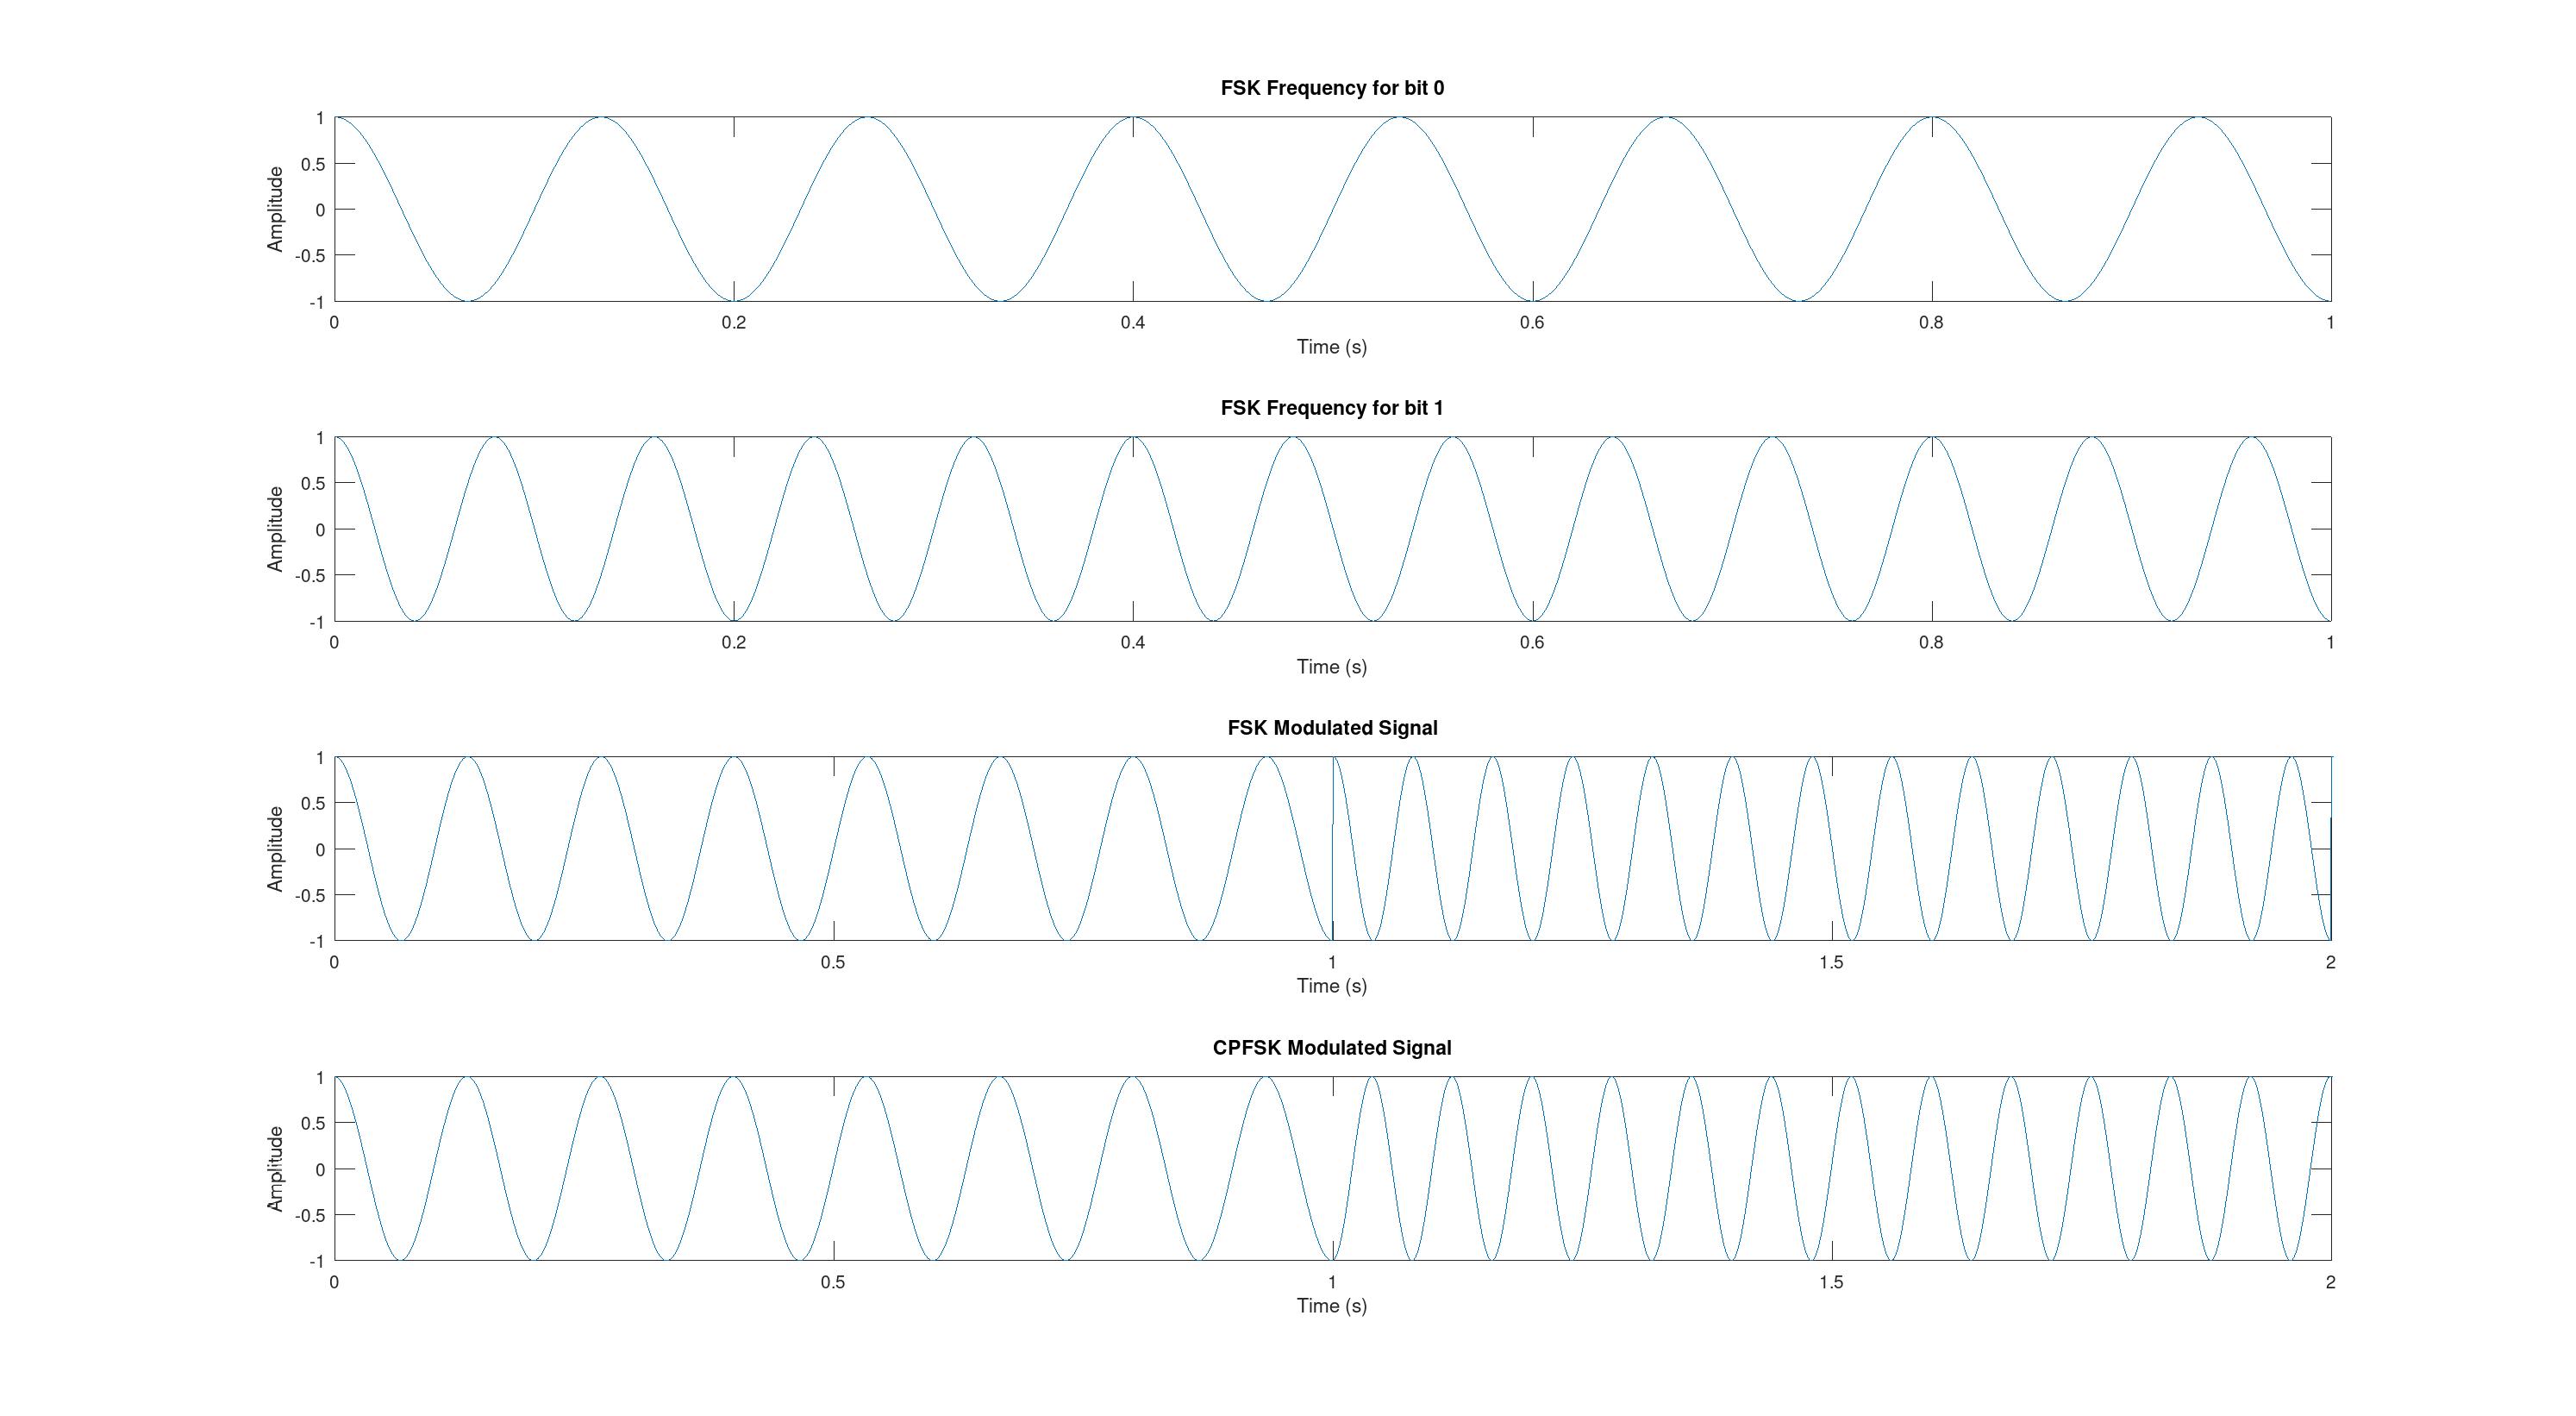 FSK Frequency for bit 0
1
0.5
0
-0.5
-1
Amplitude
0 0.2 0.4 0.6 0.8 1
Time (s)
FSK Frequency for bit 1
1
0.5
0
-0.5
-1
Amplitude
0 0.2 0.4 0.6 0.8 1
Time (s)
FSK Modulated Signal
1
0.5
0
-0.5
-1
Amplitude
0 0.5 1 1.5 2
Time (s)
CPFSK Modulated Signal
1
0.5
0
-0.5
-1
Amplitude
0 0.5 1 1.5 2
Time (s)